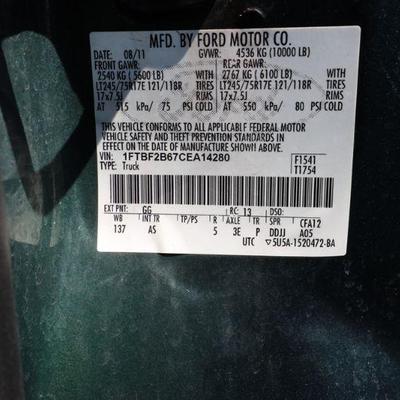 MFD. BY FORD MOTOR CO.
DATE: 08/11 GVWR: 4536 KG (10000 LB)
FRONT GAWR: REAR GAWR:
2540 KG (5600 LB) WITH 2767 KG (6100 LB) WITH
LT245/75R17E 121/118R TIRES LT245/75R17E 121/118R TIRES
17x7.5J RIMS 17x7.5J RIMS
AT 515 kPa/ 75 PSI COLD AT 550 kPa/ 80 PSI COLD
THIS VEHICLE CONFORMS TO ALL APPLICABLE FEDERAL MOTOR
VEHICLE SAFETY AND THEFT PREVENTION STANDARDS IN
EFFECT ON THE DATE OF MANUFACTURE SHOWN ABOVE.
VIN: 1FTBF2B67CEA14280 F1541
TYPE: Truck T1754
EXT PNT: GG RC: 13 DSO:
WB INT TR TP/PS R AXLE TR SPR CFA12
137 AS 5 3E P DDJJ A05
UTC 5U5A-1520472-BA